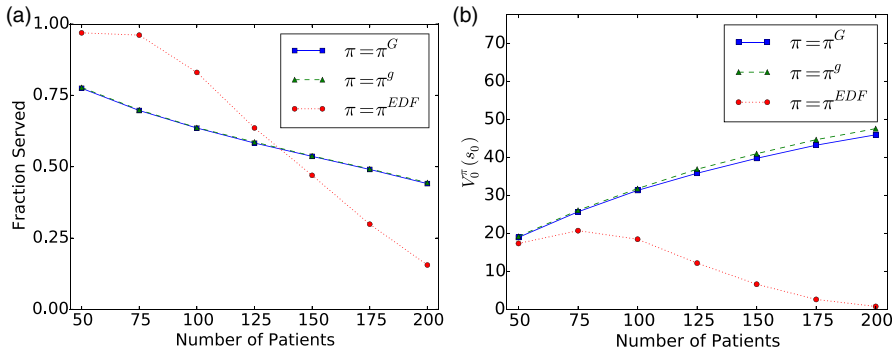 (a)
1.00
0.75
0.50
0.25
0.00
Fraction Served
π = π^G
π = π^g
π = π^EDF
50 75 100 125 150 175 200
Number of Patients
(b)
70
60
50
40
30
20
10
0
V_0^π(s_0)
π = π^G
π = π^g
π = π^EDF
50 75 100 125 150 175 200
Number of Patients